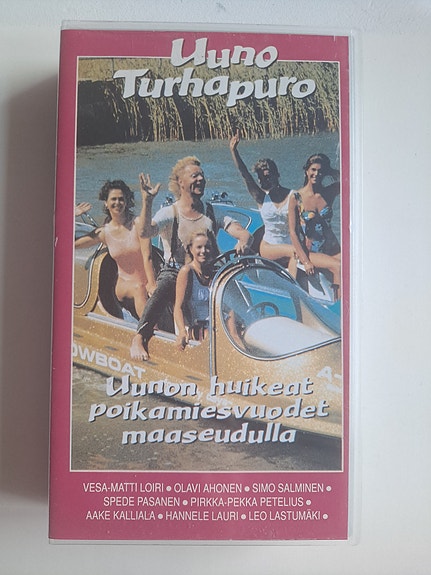 Uuno
Turhapuro
OWBOAT
Uunon huikeat
poikamiesvuodet
maaseudulla
VESA-MATTI LOIRI ● OLAVI AHONEN ● SIMO SALMINEN ●
SPEDE PASANEN ● PIRKKA-PEKKA PETELIUS ●
AAKE KALLIALA ● HANNELE LAURI ● LEO LASTUMÄKI ●